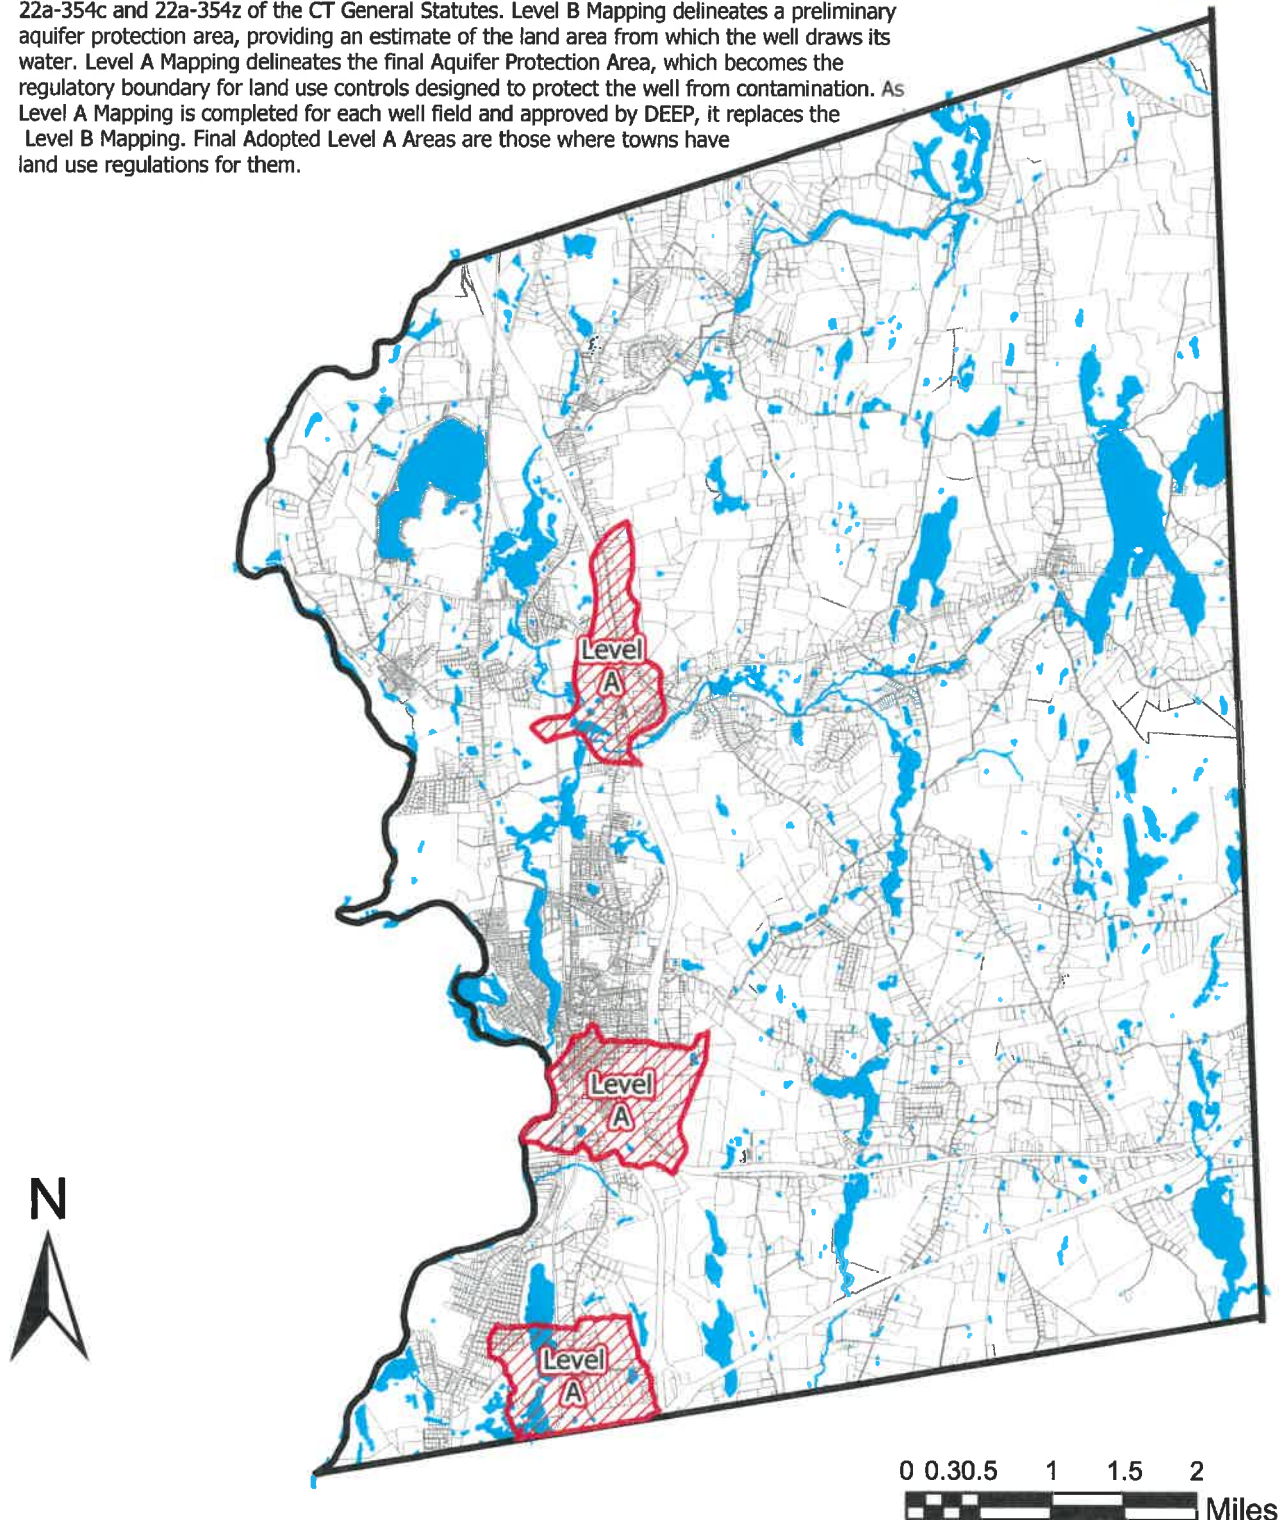 22a-354c and 22a-354z of the CT General Statutes. Level B Mapping delineates a preliminary
aquifer protection area, providing an estimate of the land area from which the well draws its
water. Level A Mapping delineates the final Aquifer Protection Area, which becomes the
regulatory boundary for land use controls designed to protect the well from contamination. As
Level A Mapping is completed for each well field and approved by DEEP, it replaces the
Level B Mapping. Final Adopted Level A Areas are those where towns have
land use regulations for them.
Level
A
Level
A
N
Level
A
0 0.30.5 1 1.5 2
Miles